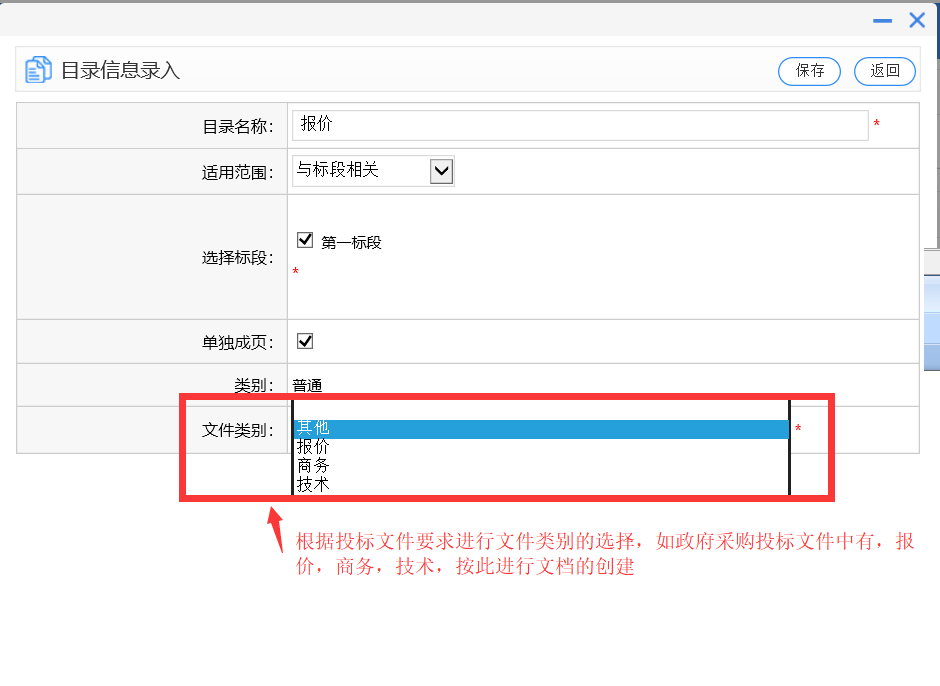 目录信息录入
保存
返回
目录名称：
报价
*
适用范围：
与标段相关
选择标段：
第一标段
*
单独成页：
类别：
普通
文件类别：
其他
*
报价
商务
技术
根据投标文件要求进行文件类别的选择，如政府采购投标文件中有，报
价，商务，技术，按此进行文档的创建